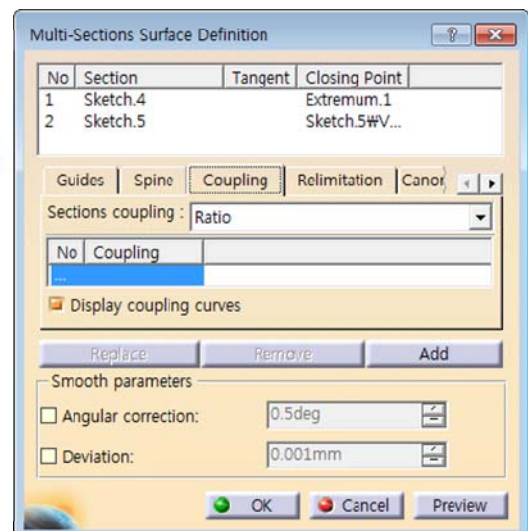 Multi-Sections Surface Definition
No Section Tangent Closing Point
1 Sketch.4 Extremum.1
2 Sketch.5 Sketch.5₩V...
Guides Spine Coupling Relimitation Canon
Sections coupling : Ratio
No Coupling
...
Display coupling curves
Replace Remove Add
Smooth parameters
Angular correction: 0.5deg
Deviation: 0.001mm
OK Cancel Preview